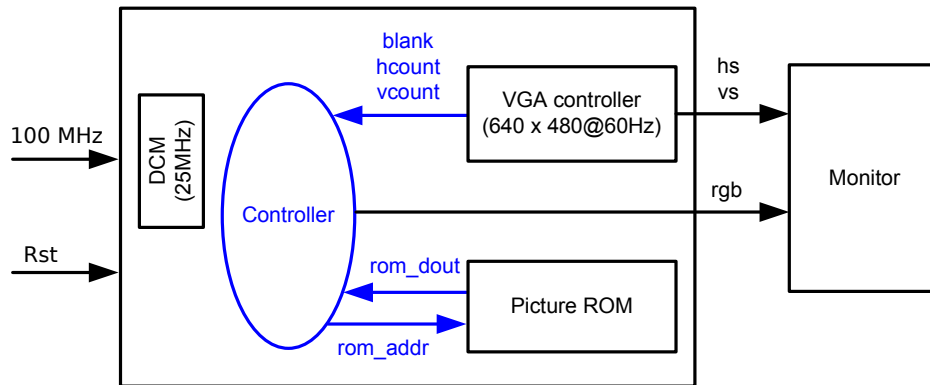 blank
hcount
vcount
hs
vs
VGA controller
(640 x 480@60Hz)
100 MHz
DCM
(25MHz)
Monitor
rgb
Controller
Rst
rom_dout
Picture ROM
rom_addr